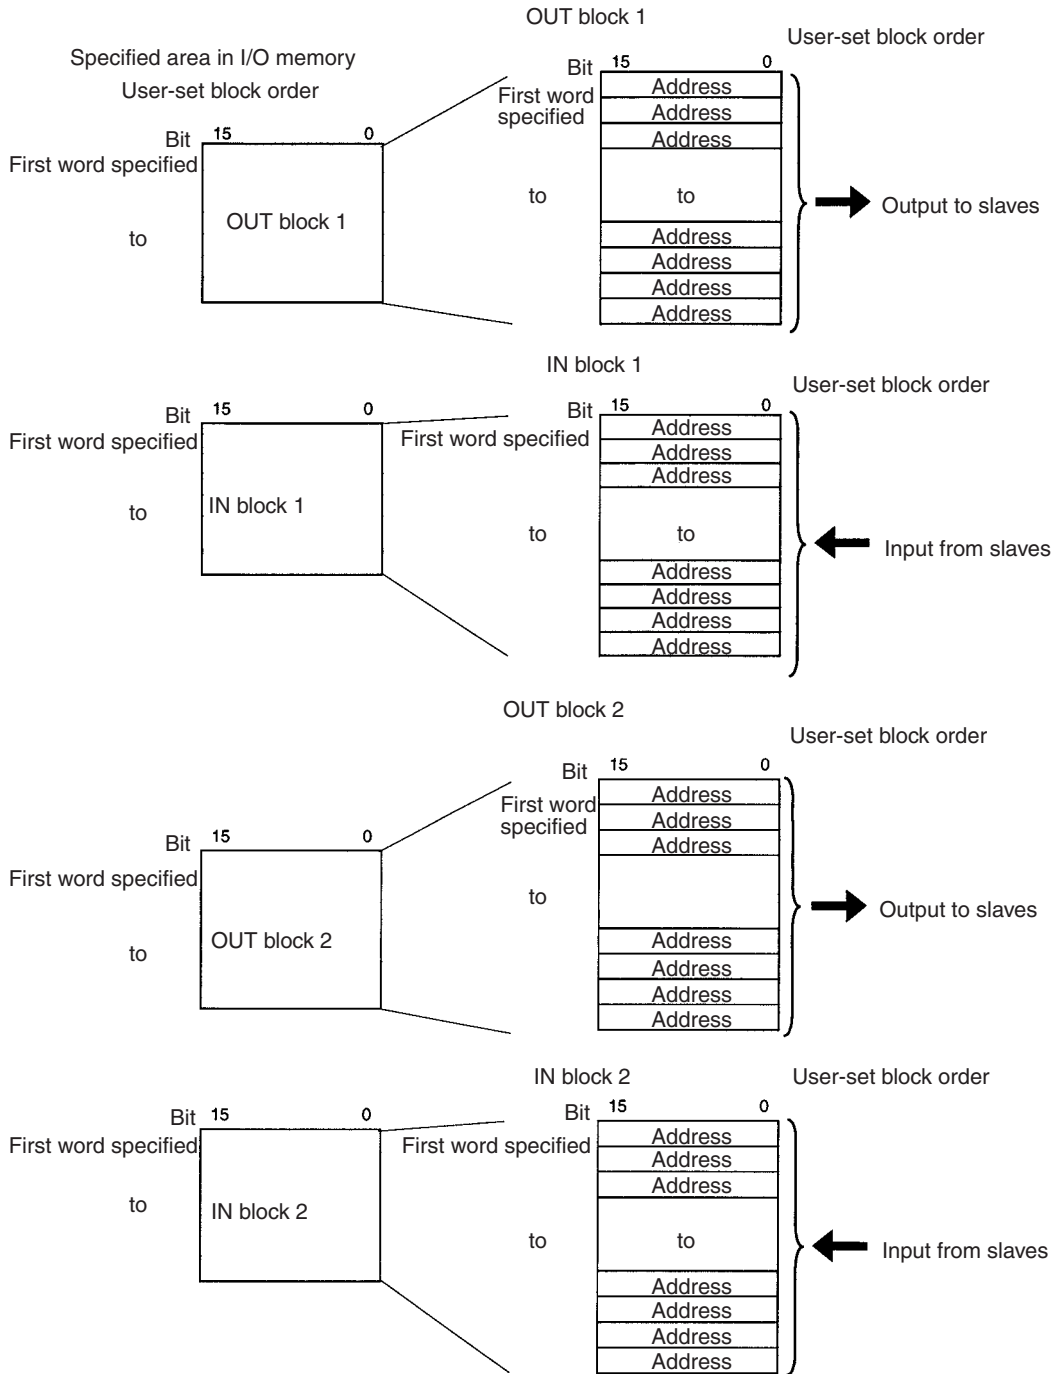 OUT block 1
Specified area in I/O memory
User-set block order
User-set block order
Bit 15 0
First word specified
to
OUT block 1
Bit 15 0
First word
specified
Address
Address
Address
to
to
Address
Address
Address
Address
Output to slaves
IN block 1
User-set block order
Bit 15 0
First word specified
to
IN block 1
Bit 15 0
First word specified
Address
Address
Address
to
to
Address
Address
Address
Address
Input from slaves
OUT block 2
User-set block order
Bit 15 0
First word specified
to
OUT block 2
Bit 15 0
First word
specified
Address
Address
Address
to
Address
Address
Address
Address
Output to slaves
IN block 2
User-set block order
Bit 15 0
First word specified
to
IN block 2
Bit 15 0
First word specified
Address
Address
Address
to
to
Address
Address
Address
Address
Input from slaves